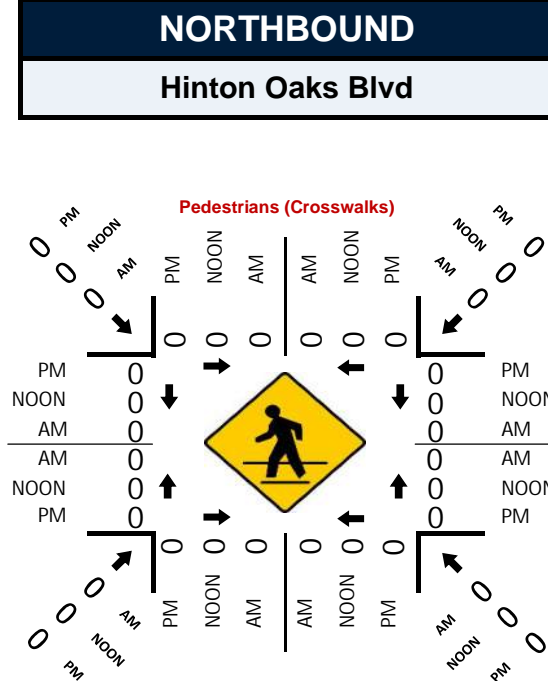 NORTHBOUND
Hinton Oaks Blvd
Pedestrians (Crosswalks)
PM NOON AM
0 0 0
PM NOON AM
0 0 0
PM NOON AM AM NOON PM
0 0 0 0 0 0
PM 0 0 PM
NOON 0 0 NOON
AM 0 0 AM
AM 0 0 AM
NOON 0 0 NOON
PM 0 0 PM
0 0 0 0 0 0
PM NOON AM AM NOON PM
0 0 0
AM NOON PM
0 0 0
AM NOON PM